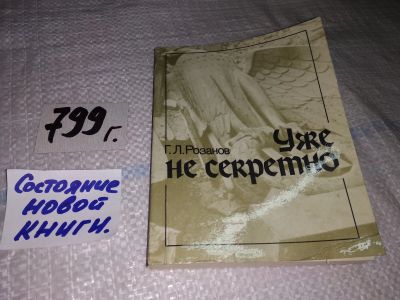 799 г.
Состояние
новой
книги.
Г. Л. Розанов
Уже
не секретно